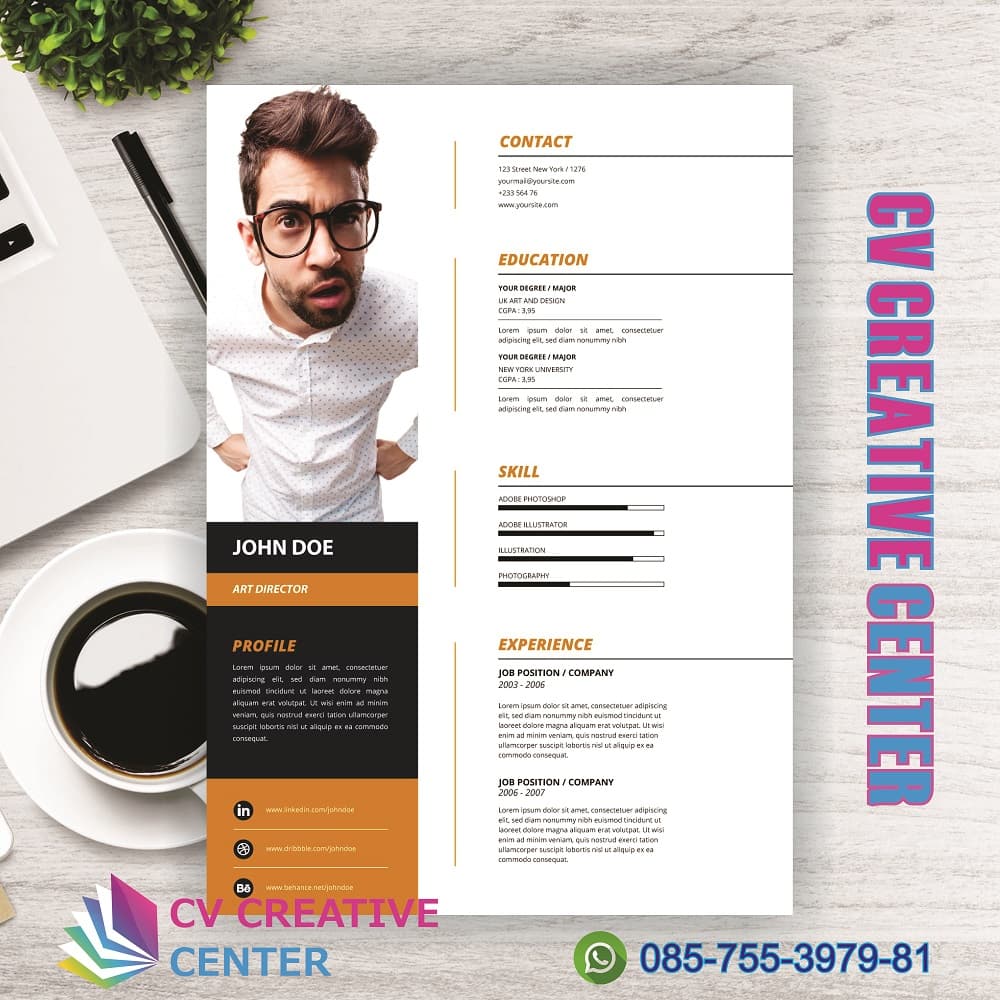 JOHN DOE
ART DIRECTOR
PROFILE
Lorem ipsum dolor sit amet, consectetuer
adipiscing elit, sed diam nonummy nibh
euismod tincidunt ut laoreet dolore magna
aliquam erat volutpat. Ut wisi enim ad minim
veniam, quis nostrud exerci tation ullamcorper
suscipit lobortis nisl ut aliquip ex ea commodo
consequat.
in
www.linkedin.com/johndoe
www.dribbble.com/johndoe
Bē
www.behance.net/johndoe
CONTACT
123 Street New York / 1276
yourmail@yoursite.com
+233 564 76
www.yoursite.com
EDUCATION
YOUR DEGREE / MAJOR
UK ART AND DESIGN
CGPA : 3,95
Lorem ipsum dolor sit amet, consectetuer
adipiscing elit, sed diam nonummy nibh
YOUR DEGREE / MAJOR
NEW YORK UNIVERSITY
CGPA : 3,95
Lorem ipsum dolor sit amet, consectetuer
adipiscing elit, sed diam nonummy nibh
SKILL
ADOBE PHOTOSHOP
ADOBE ILLUSTRATOR
ILLUSTRATION
PHOTOGRAPHY
EXPERIENCE
JOB POSITION / COMPANY
2003 - 2006
Lorem ipsum dolor sit amet, consectetuer adipiscing
elit, sed diam nonummy nibh euismod tincidunt ut
laoreet dolore magna aliquam erat volutpat. Ut wisi
enim ad minim veniam, quis nostrud exerci tation
ullamcorper suscipit lobortis nisl ut aliquip ex ea
commodo consequat.
JOB POSITION / COMPANY
2006 - 2007
Lorem ipsum dolor sit amet, consectetuer adipiscing
elit, sed diam nonummy nibh euismod tincidunt ut
laoreet dolore magna aliquam erat volutpat. Ut wisi
enim ad minim veniam, quis nostrud exerci tation
ullamcorper suscipit lobortis nisl ut aliquip ex ea
commodo consequat.
CV CREATIVE CENTER
CV CREATIVE
CENTER
085-755-3979-81